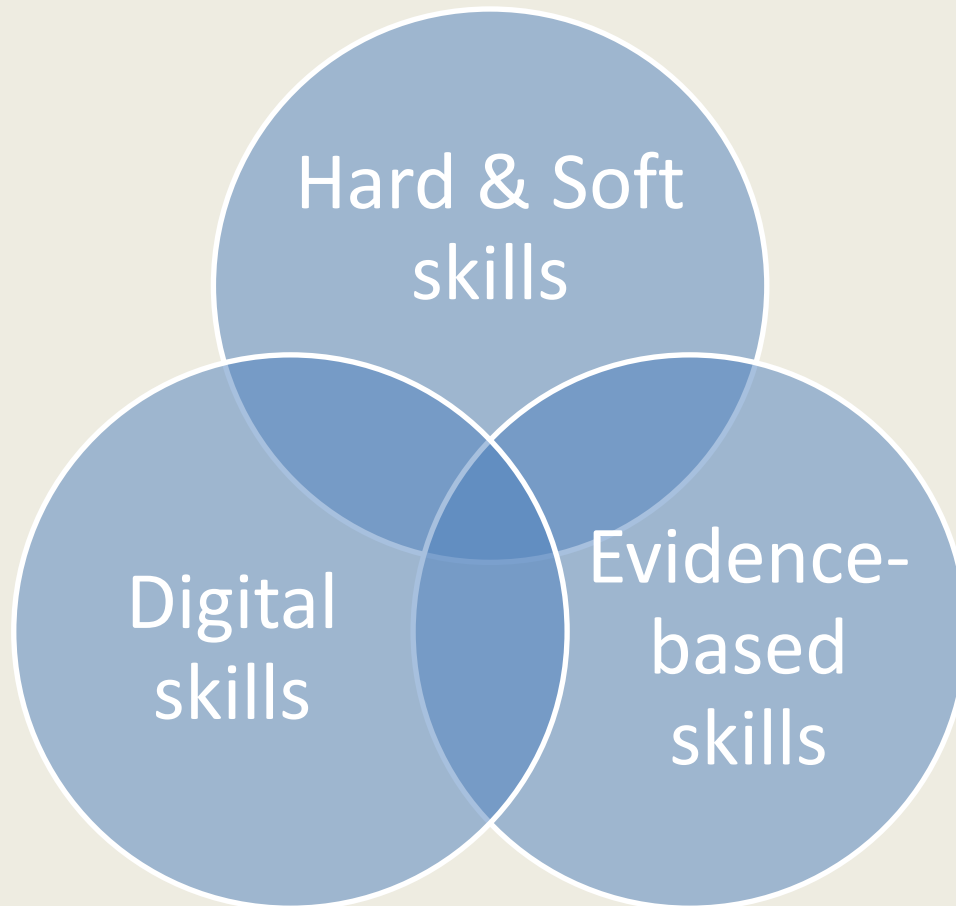 Hard & Soft
skills
Digital
skills
Evidence-
based
skills